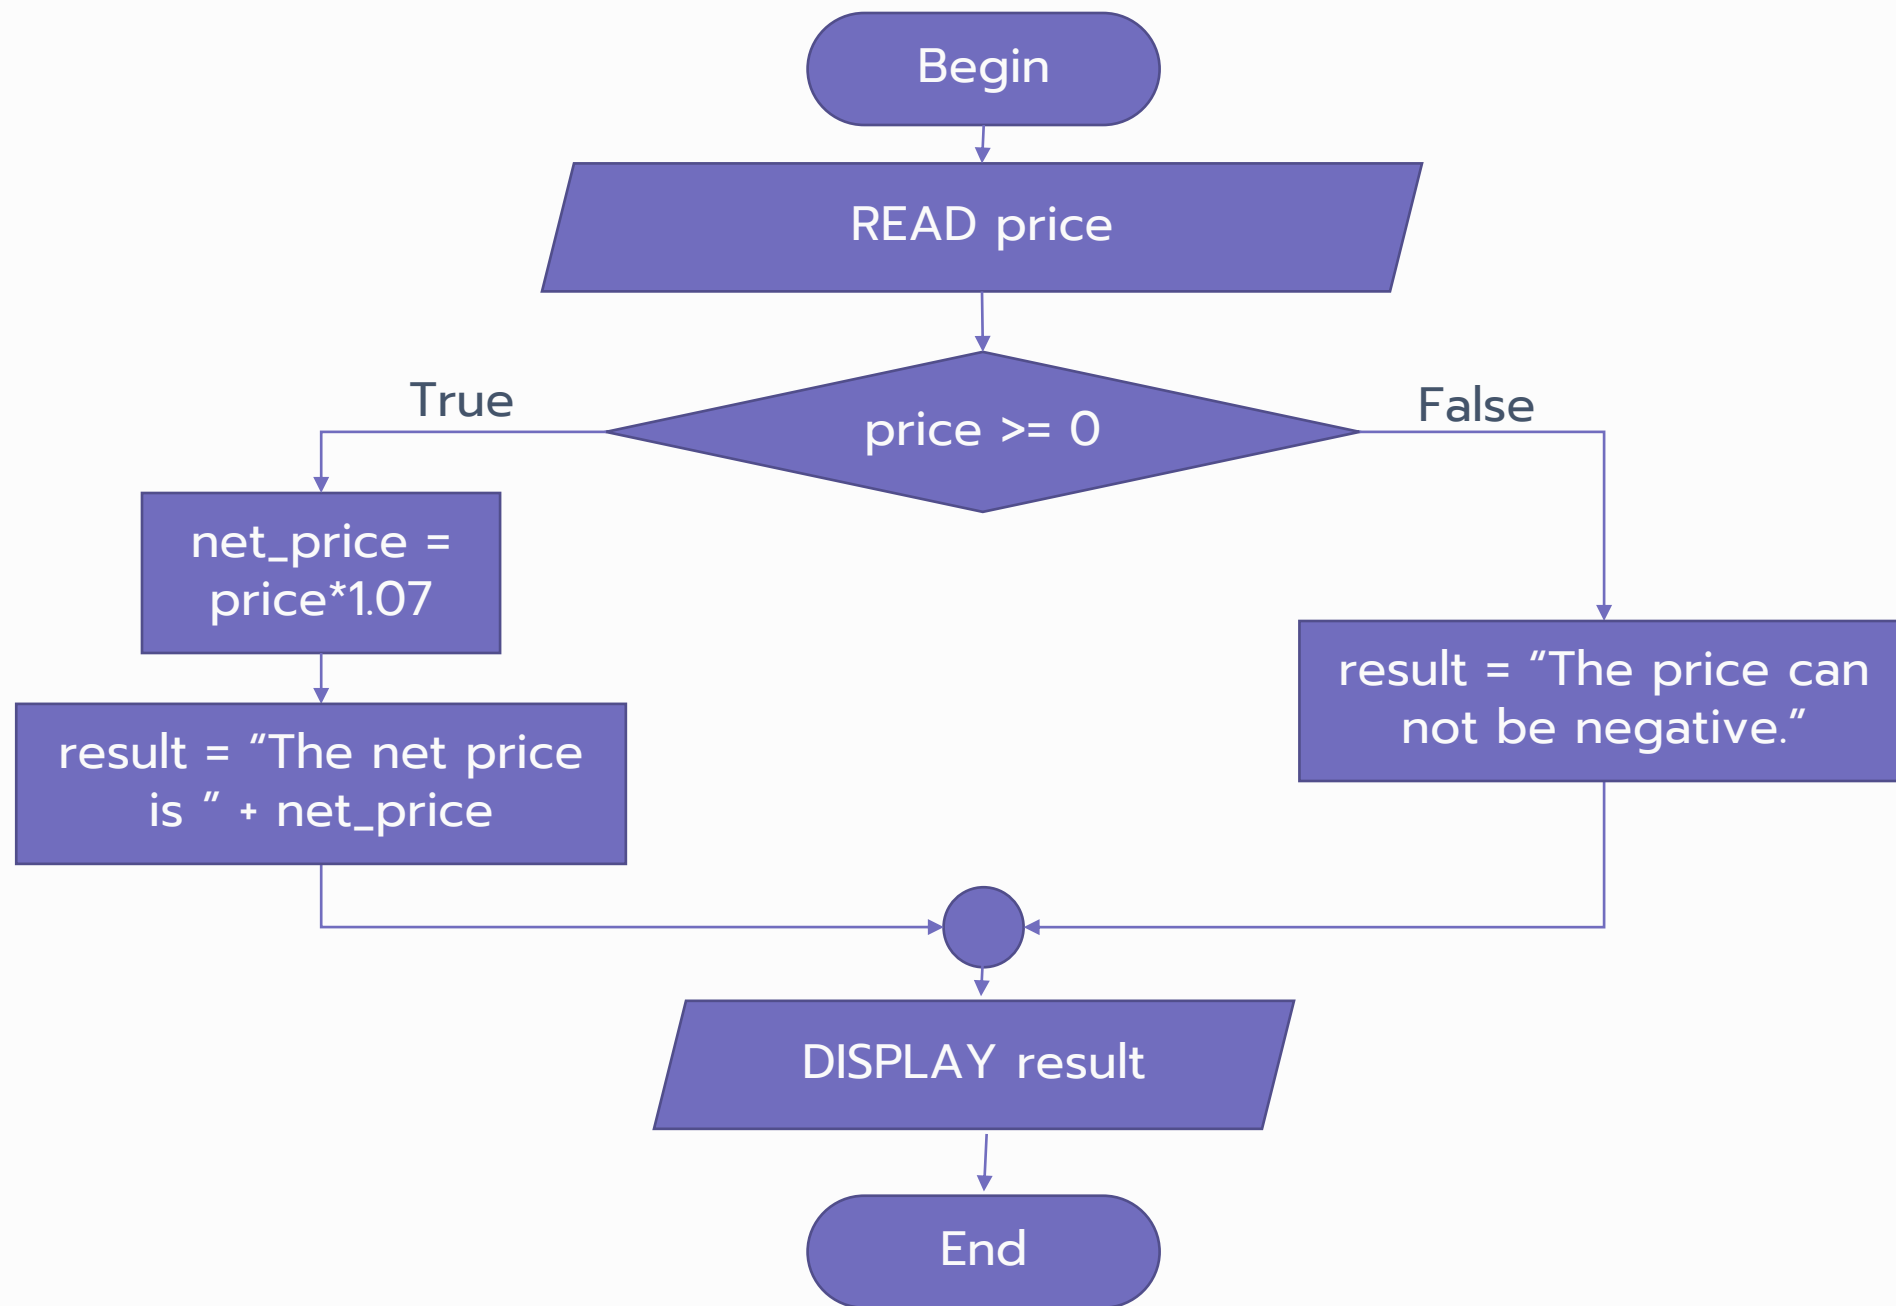 Begin
READ price
True
price >= 0
False
net_price =
price*1.07
result = “The price can
not be negative.”
result = “The net price
is ” + net_price
DISPLAY result
End